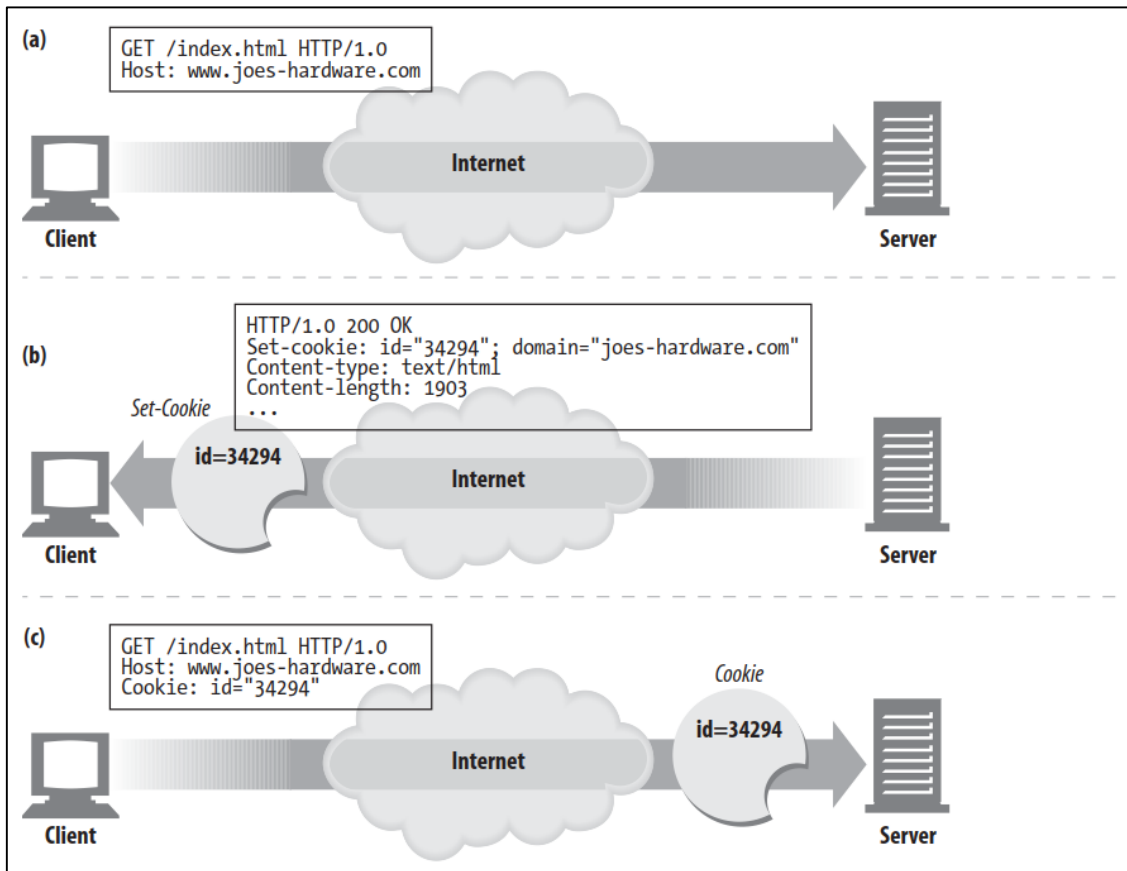 (a)
GET /index.html HTTP/1.0
Host: www.joes-hardware.com
Internet
Client
Server
(b)
HTTP/1.0 200 OK
Set-cookie: id="34294"; domain="joes-hardware.com"
Content-type: text/html
Content-length: 1903
...
Set-Cookie
id=34294
Internet
Client
Server
(c)
GET /index.html HTTP/1.0
Host: www.joes-hardware.com
Cookie: id="34294"
Cookie
id=34294
Internet
Client
Server